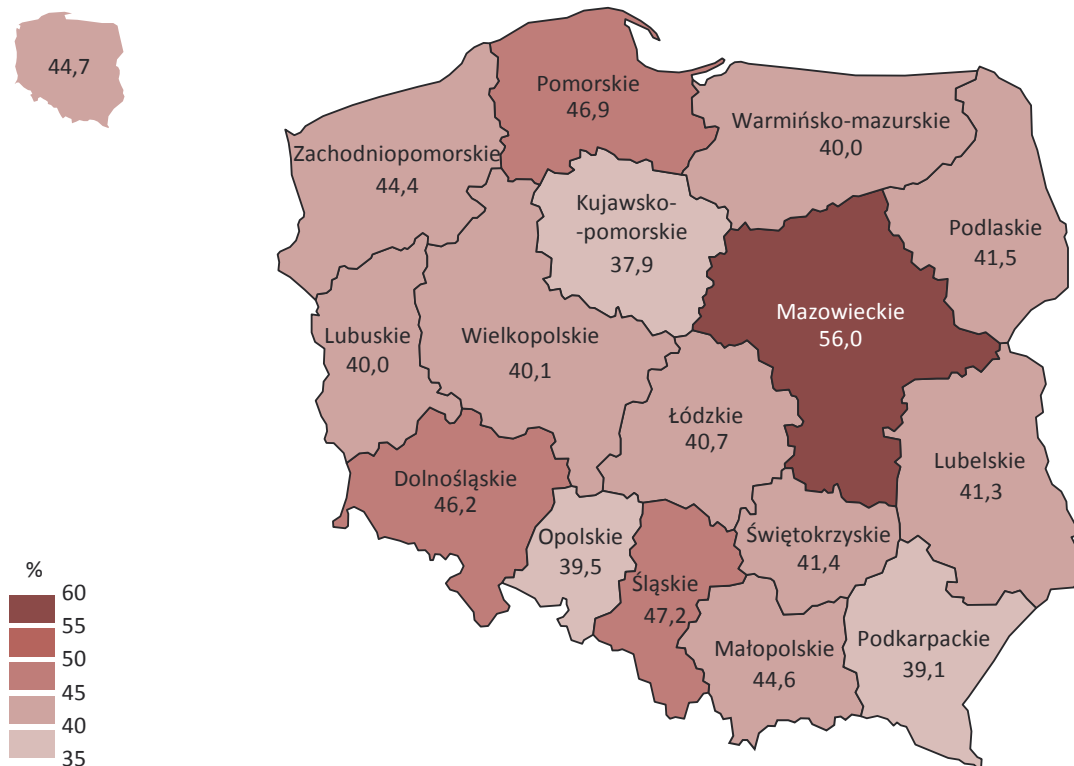 44,7
Pomorskie
46,9
Warmińsko-mazurskie
40,0
Zachodniopomorskie
44,4
Kujawsko-
-pomorskie
37,9
Podlaskie
41,5
Mazowieckie
56,0
Lubuskie
40,0
Wielkopolskie
40,1
Łódzkie
40,7
Lubelskie
41,3
Dolnośląskie
46,2
Opolskie
39,5
Świętokrzyskie
41,4
Śląskie
47,2
Małopolskie
44,6
Podkarpackie
39,1
%
60
55
50
45
40
35